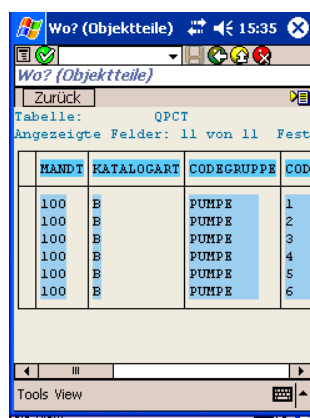 Wo? (Objektteile) 15:35
Wo? (Objektteile)
Zurück
Tabelle: QPCT
Angezeigte Felder: 11 von 11 Fest
MANDT KATALOGART CODEGRUPPE COD
100 B PUMPE 1
100 B PUMPE 2
100 B PUMPE 3
100 B PUMPE 4
100 B PUMPE 5
100 B PUMPE 6
Tools View